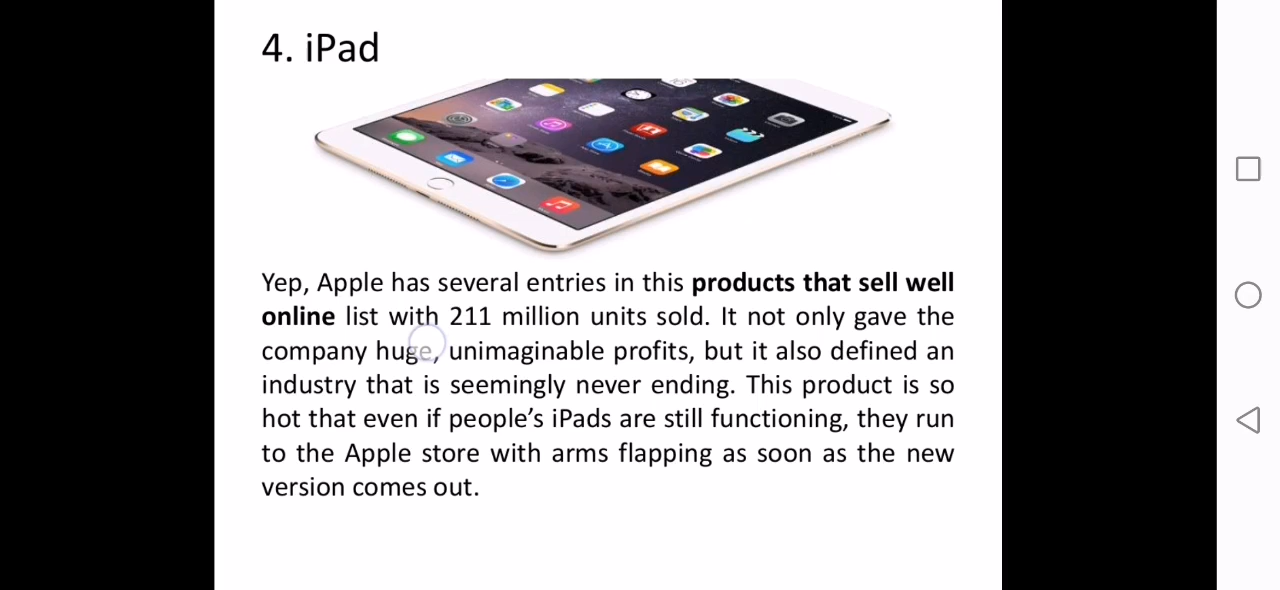 4. iPad
Yep, Apple has several entries in this products that sell well
online list with 211 million units sold. It not only gave the
company huge, unimaginable profits, but it also defined an
industry that is seemingly never ending. This product is so
hot that even if people’s iPads are still functioning, they run
to the Apple store with arms flapping as soon as the new
version comes out.